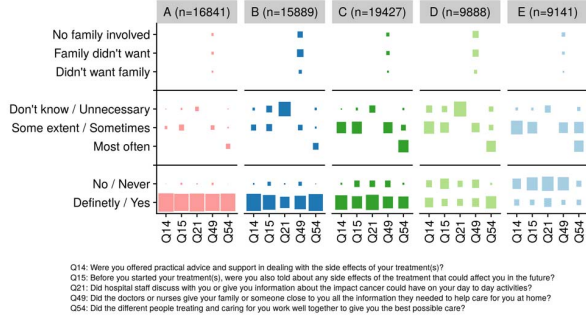 A (n=16841) B (n=15889) C (n=19427) D (n=9888) E (n=9141)
No family involved
Family didn't want
Didn't want family
Don't know / Unnecessary
Some extent / Sometimes
Most often
No / Never
Definetly / Yes
Q14 Q15 Q21 Q49 Q54 Q14 Q15 Q21 Q49 Q54 Q14 Q15 Q21 Q49 Q54 Q14 Q15 Q21 Q49 Q54 Q14 Q15 Q21 Q49 Q54
Q14: Were you offered practical advice and support in dealing with the side effects of your treatment(s)?
Q15: Before you started your treatment(s), were you also told about any side effects of the treatment that could affect you in the future?
Q21: Did hospital staff discuss with you or give you information about the impact cancer could have on your day to day activities?
Q49: Did the doctors or nurses give your family or someone close to you all the information they needed to help care for you at home?
Q54: Did the different people treating and caring for you work well together to give you the best possible care?